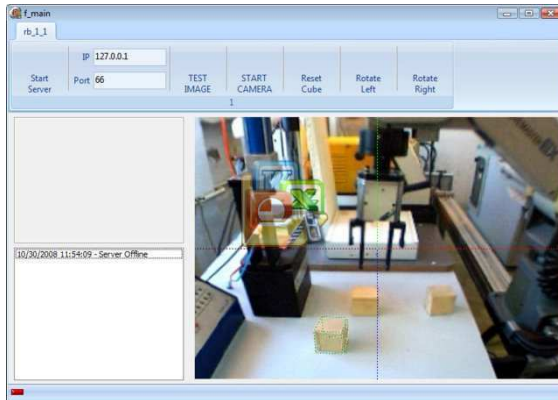 f_main
rb_1_1
IP 127.0.0.1
Port 66
Start Server
TEST IMAGE
START CAMERA
Reset Cube
Rotate Left
Rotate Right
1
10/30/2008 11:54:09 - Server Offline